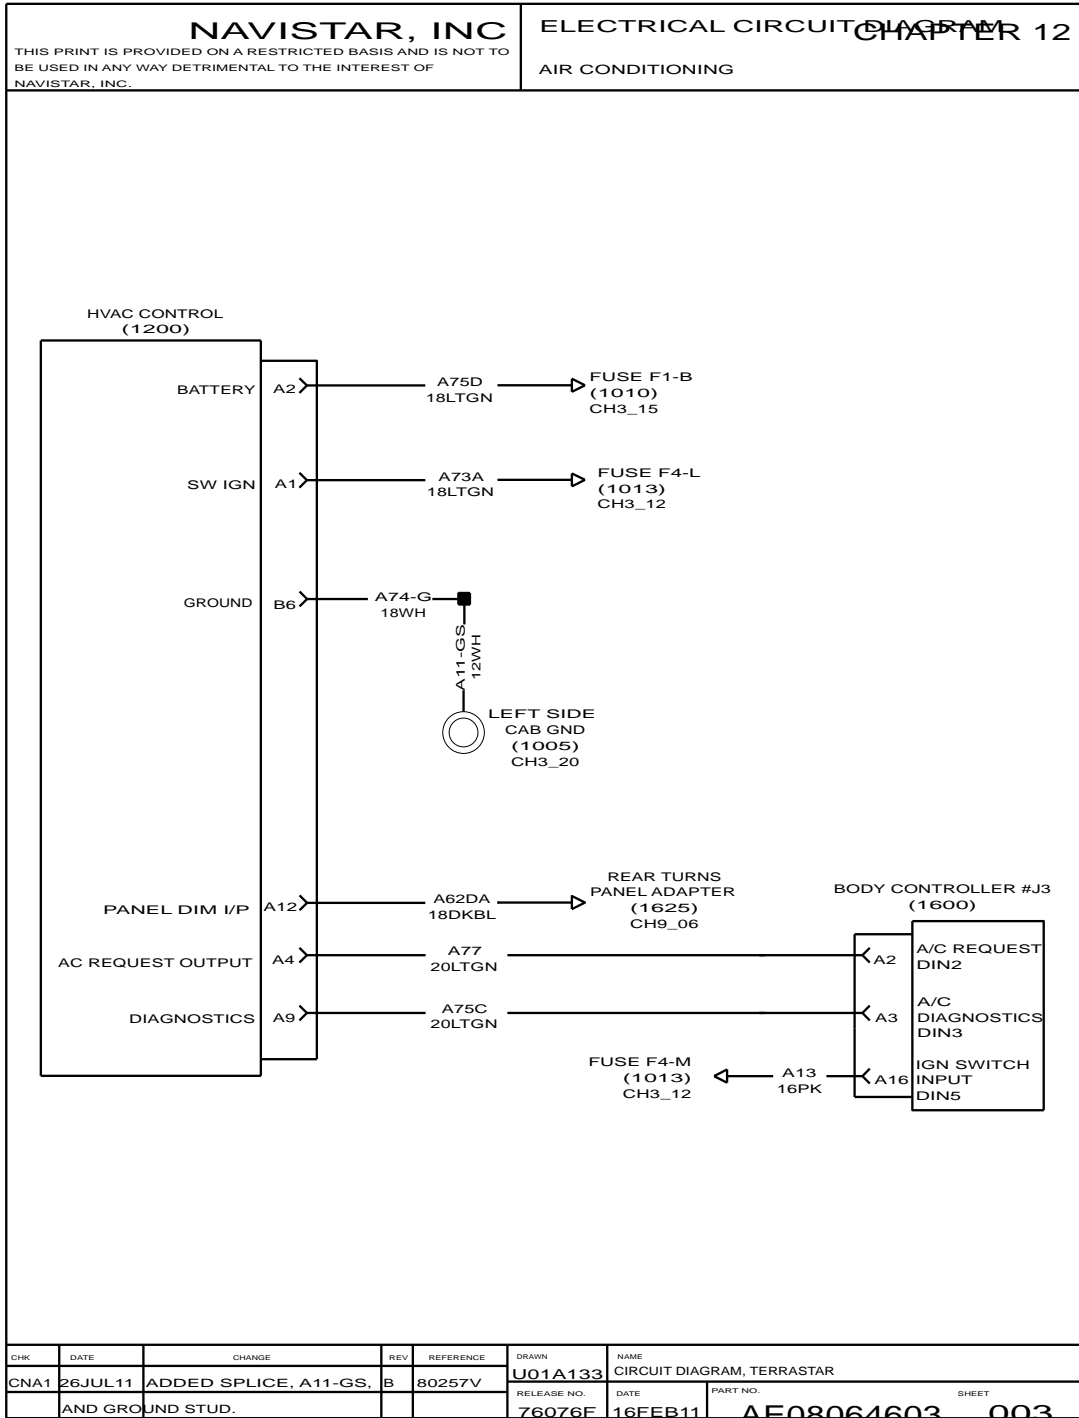 NAVISTAR, INC
THIS PRINT IS PROVIDED ON A RESTRICTED BASIS AND IS NOT TO
BE USED IN ANY WAY DETRIMENTAL TO THE INTEREST OF
NAVISTAR, INC.
ELECTRICAL CIRCUIT DIAGRAM
CHAPTER 12
AIR CONDITIONING
HVAC CONTROL
(1200)
BATTERY
A2
A75D
18LTGN
FUSE F1-B
(1010)
CH3_15
SW IGN
A1
A73A
18LTGN
FUSE F4-L
(1013)
CH3_12
GROUND
B6
A74-G
18WH
A11-GS
12WH
LEFT SIDE
CAB GND
(1005)
CH3_20
PANEL DIM I/P
A12
A62DA
18DKBL
REAR TURNS
PANEL ADAPTER
(1625)
CH9_06
BODY CONTROLLER #J3
(1600)
AC REQUEST OUTPUT
A4
A77
20LTGN
A2
A/C REQUEST
DIN2
DIAGNOSTICS
A9
A75C
20LTGN
A3
A/C
DIAGNOSTICS
DIN3
FUSE F4-M
(1013)
CH3_12
A13
16PK
A16
IGN SWITCH
INPUT
DIN5
CHK
DATE
CHANGE
REV
REFERENCE
DRAWN
NAME
CNA1
26JUL11
ADDED SPLICE, A11-GS,
B
80257V
U01A133
CIRCUIT DIAGRAM, TERRASTAR
AND GROUND STUD.
RELEASE NO.
DATE
PART NO.
SHEET
76076F
16FEB11
AE08064603
003